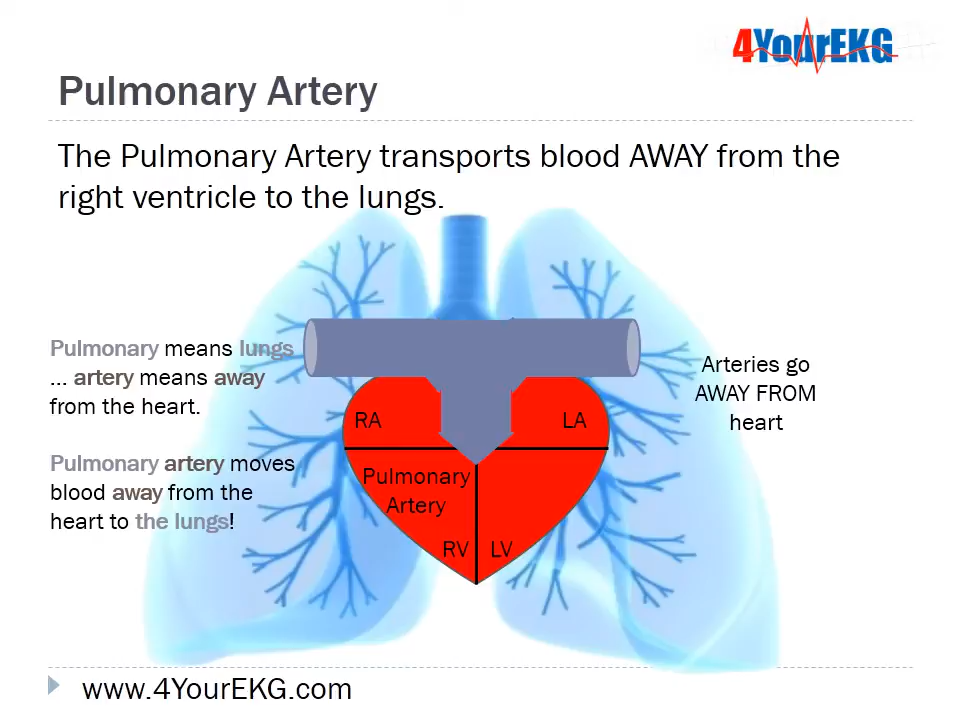 4YourEKG
Pulmonary Artery
The Pulmonary Artery transports blood AWAY from the
right ventricle to the lungs.
Pulmonary means lungs
... artery means away
from the heart.
Pulmonary artery moves
blood away from the
heart to the lungs!
RA
LA
Pulmonary
Artery
RV
LV
Arteries go
AWAY FROM
heart
www.4YourEKG.com